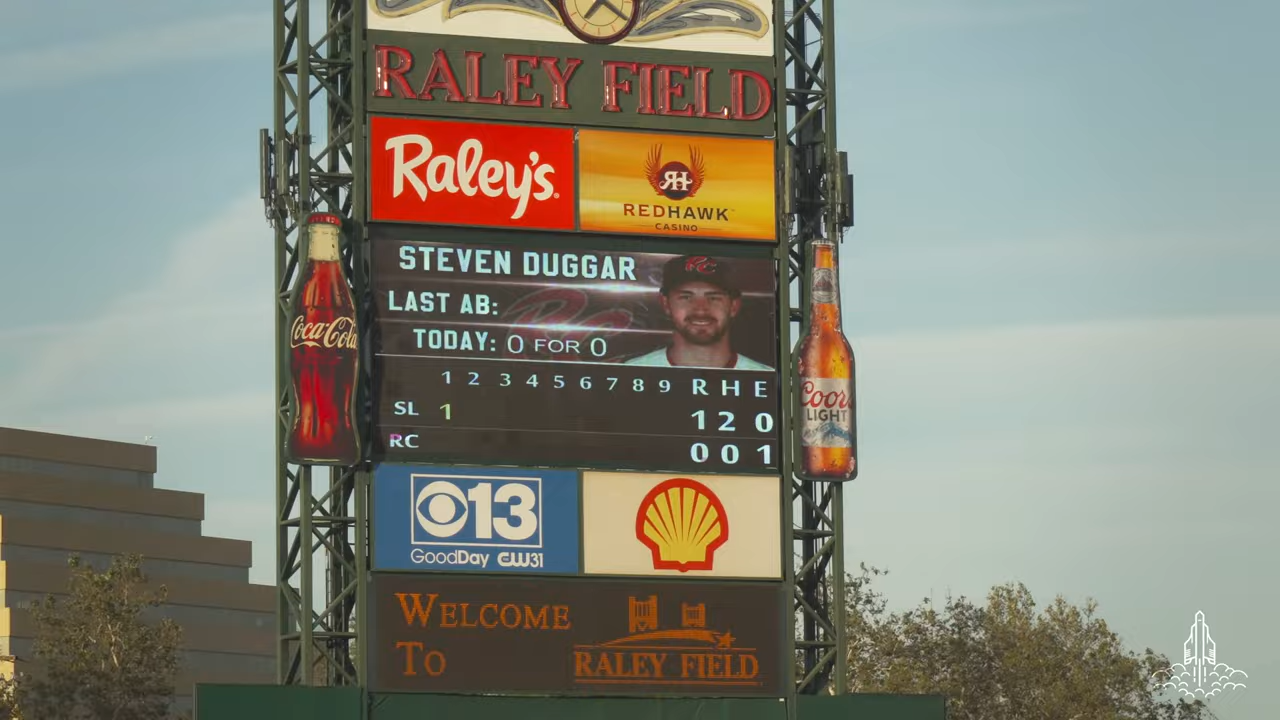 RALEY FIELD
Raley's
RH
REDHAWK
CASINO
STEVEN DUGGAR
RC
LAST AB:
TODAY: 0 FOR 0
1 2 3 4 5 6 7 8 9 R H E
SL 1 1 2 0
RC 0 0 1
Coca-Cola
Coors
LIGHT
13
GoodDay CW31
WELCOME
TO
RALEY FIELD